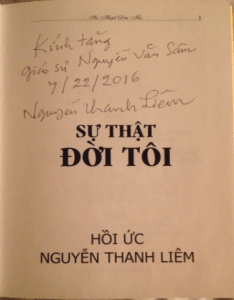 Sự Thật Đời Tôi 1
Kính tặng
giáo sư Nguyễn Văn Sâm
7/22/2016
Nguyễn thanh Liêm
SỰ THẬT
ĐỜI TÔI
HỒI ỨC
NGUYỄN THANH LIÊM